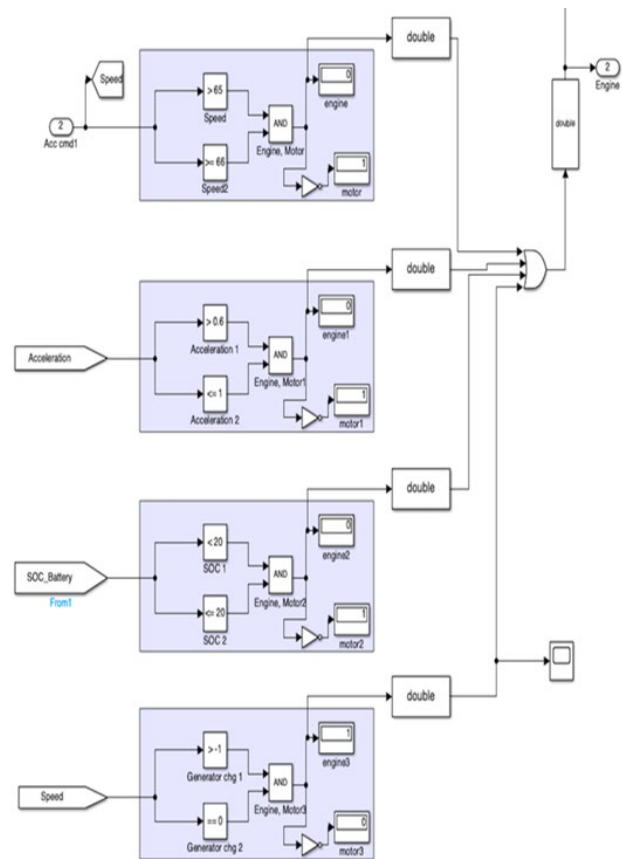 Speed
2
Acc cmd1
> 65
Speed
>= 66
Speed2
AND
Engine, Motor
0
engine
1
motor
double
2
Engine
double
Acceleration
> 0.6
Acceleration 1
<= 1
Acceleration 2
AND
Engine, Motor1
0
engine1
1
motor1
double
SOC_Battery
From1
< 20
SOC 1
<= 20
SOC 2
AND
Engine, Motor2
0
engine2
1
motor2
double
Speed
> -1
Generator chg 1
== 0
Generator chg 2
AND
Engine, Motor3
1
engine3
0
motor3
double